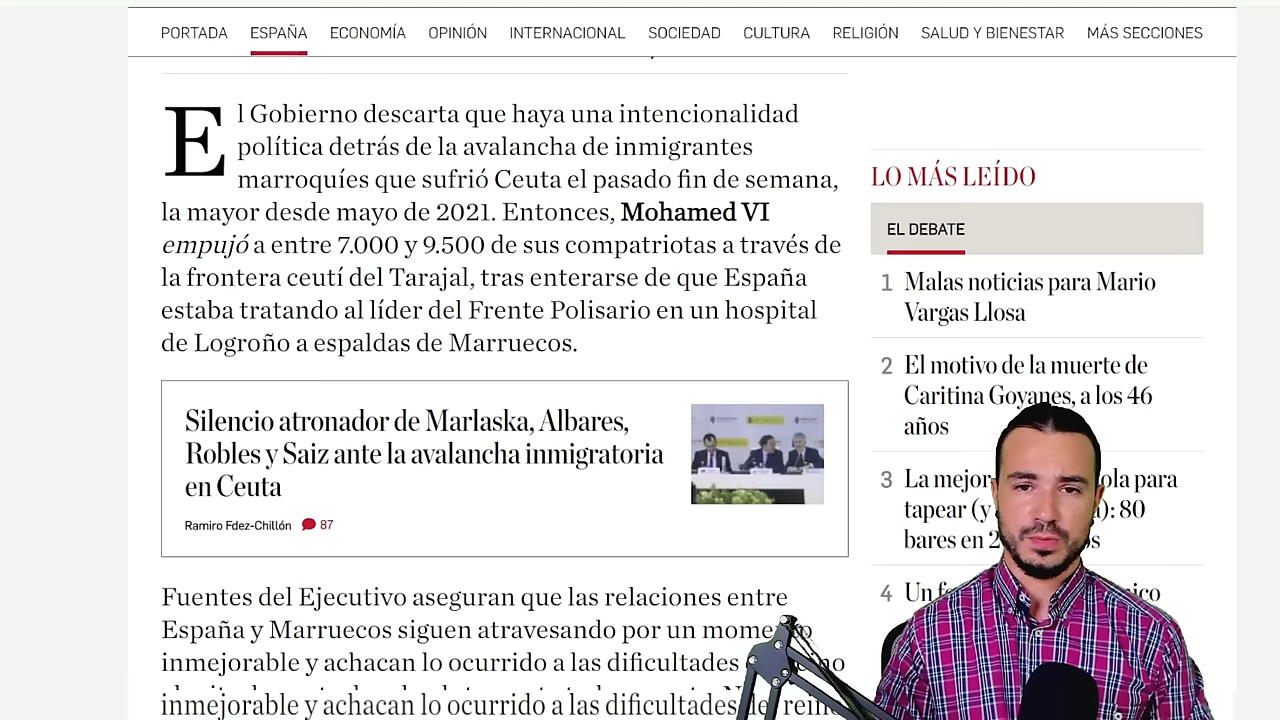 PORTADA ESPAÑA ECONOMÍA OPINIÓN INTERNACIONAL SOCIEDAD CULTURA RELIGIÓN SALUD Y BIENESTAR MÁS SECCIONES
El Gobierno descarta que haya una intencionalidad
política detrás de la avalancha de inmigrantes
marroquíes que sufrió Ceuta el pasado fin de semana,
la mayor desde mayo de 2021. Entonces, Mohamed VI
empujó a entre 7.000 y 9.500 de sus compatriotas a través de
la frontera ceutí del Tarajal, tras enterarse de que España
estaba tratando al líder del Frente Polisario en un hospital
de Logroño a espaldas de Marruecos.
Silencio atronador de Marlaska, Albares,
Robles y Saiz ante la avalancha inmigratoria
en Ceuta
Ramiro Fdez-Chillón 87
Fuentes del Ejecutivo aseguran que las relaciones entre
España y Marruecos siguen atravesando por un momento
inmejorable y achacan lo ocurrido a las dificultades
inmejorable y achacan lo ocurrido a las dificultades del
LO MÁS LEÍDO
EL DEBATE
1 Malas noticias para Mario
Vargas Llosa
2 El motivo de la muerte de
Caritina Goyanes, a los 46
años
3 La mejor para
tapear (y : 80
bares en
4 Un